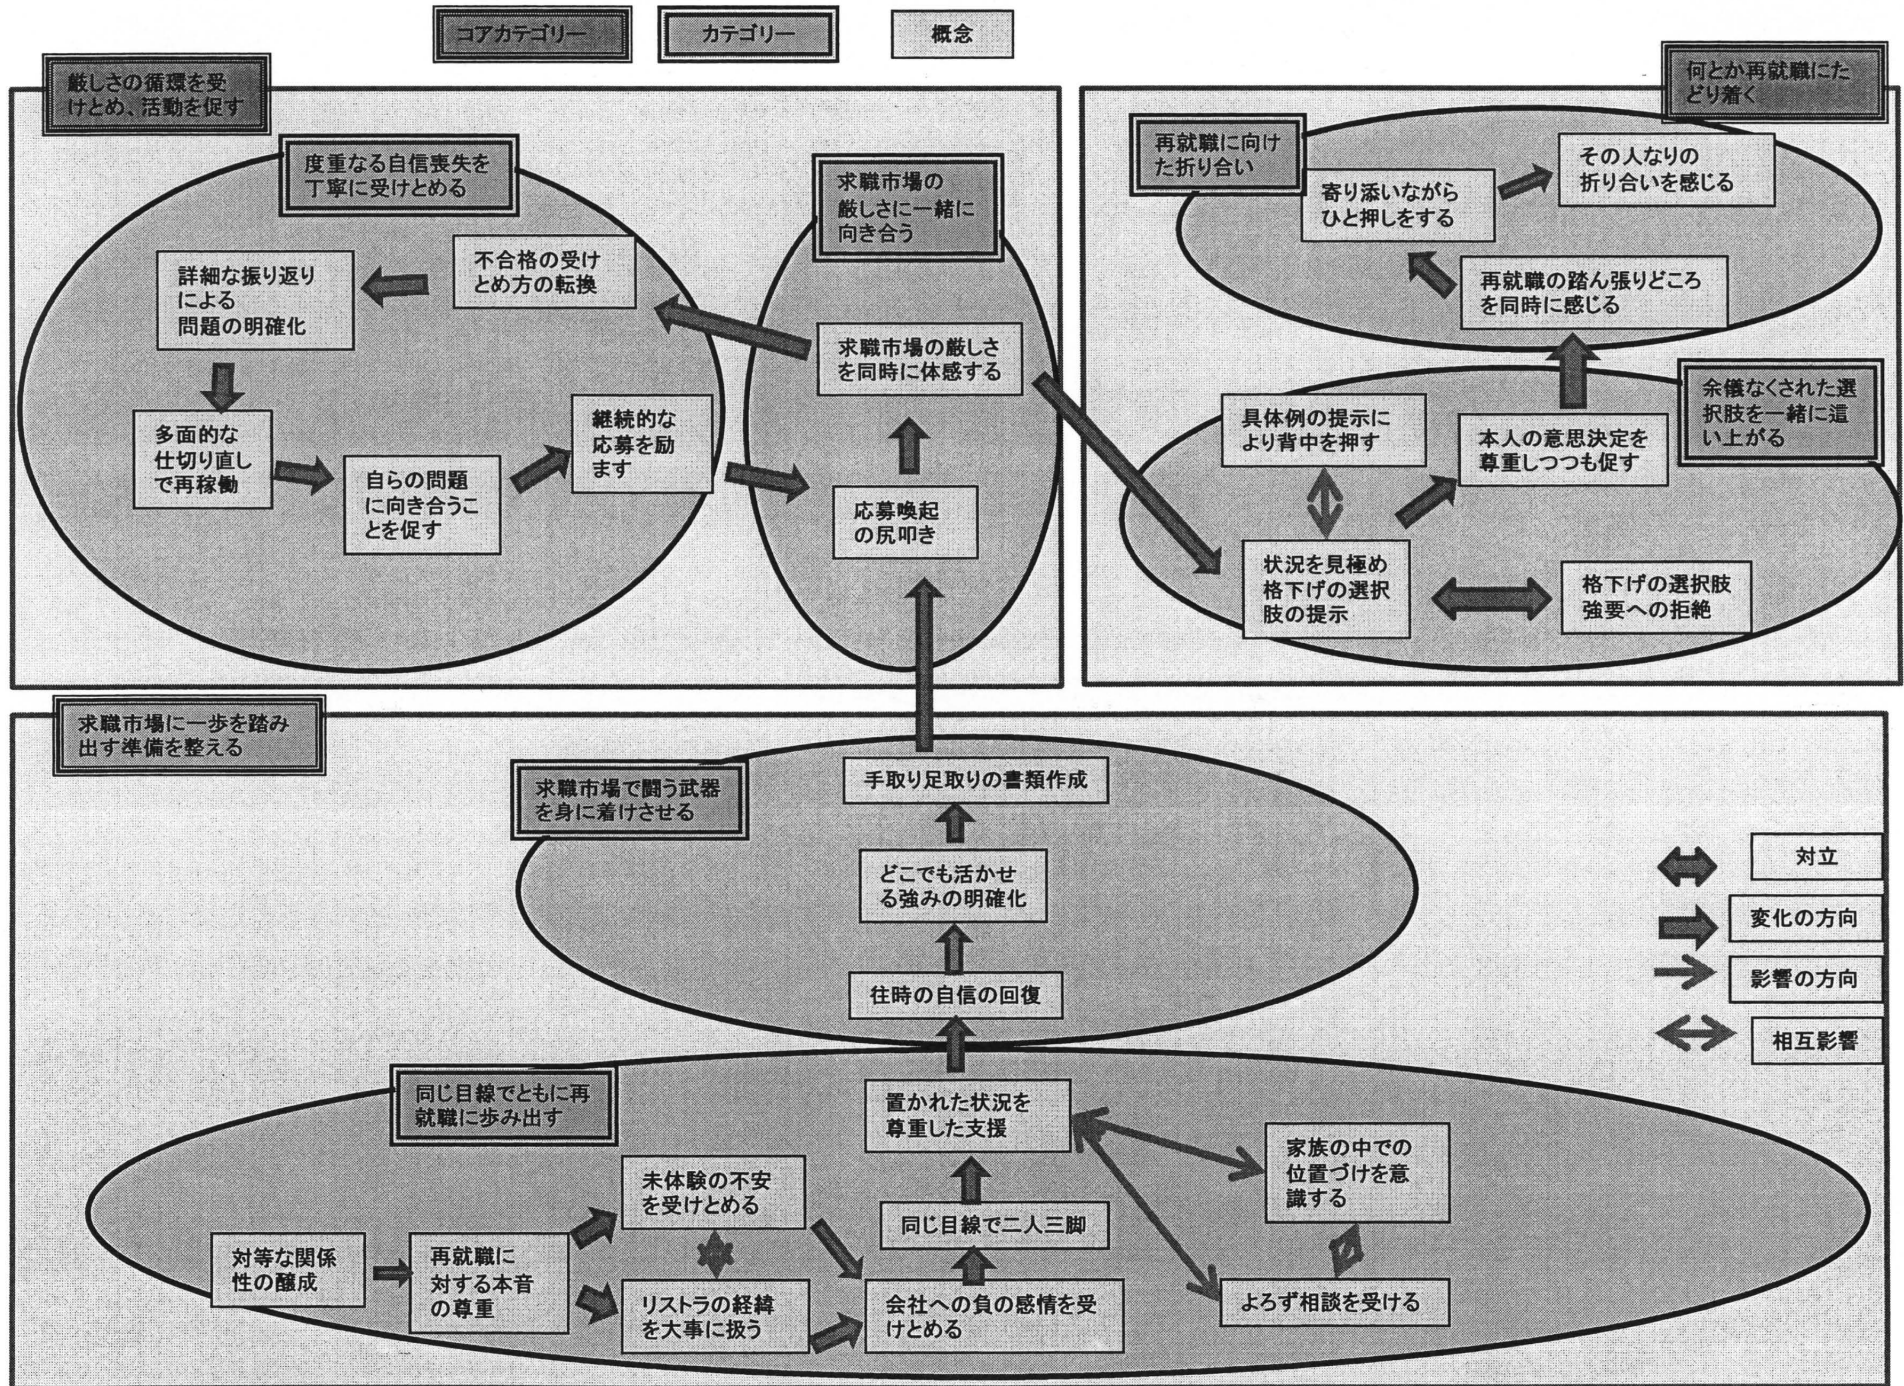 コアカテゴリー
カテゴリー
概念
厳しさの循環を受
けとめ、活動を促す
度重なる自信喪失を
丁寧に受けとめる
求職市場の
厳しさに一緒に
向き合う
不合格の受け
とめ方の転換
詳細な振り返り
による
問題の明確化
多面的な
仕切り直し
で再稼働
自らの問題
に向き合うこ
とを促す
継続的な
応募を励
ます
求職市場の厳しさ
を同時に体感する
応募喚起
の尻叩き
何とか再就職にた
どり着く
再就職に向け
た折り合い
寄り添いながら
ひと押しをする
その人なりの
折り合いを感じる
再就職の踏ん張りどころ
を同時に感じる
余儀なくされた選
択肢を一緒に這
い上がる
具体例の提示に
より背中を押す
本人の意思決定を
尊重しつつも促す
状況を見極め
格下げの選択
肢の提示
格下げの選択肢
強要への拒絶
求職市場に一歩を踏み
出す準備を整える
求職市場で闘う武器
を身に着けさせる
手取り足取りの書類作成
どこでも活かせ
る強みの明確化
往時の自信の回復
対立
変化の方向
影響の方向
相互影響
同じ目線でともに再
就職に歩み出す
置かれた状況を
尊重した支援
家族の中での
位置づけを意
識する
未体験の不安
を受けとめる
同じ目線で二人三脚
対等な関係
性の醸成
再就職に
対する本音
の尊重
リストラの経緯
を大事に扱う
会社への負の感情を受
けとめる
よろず相談を受ける